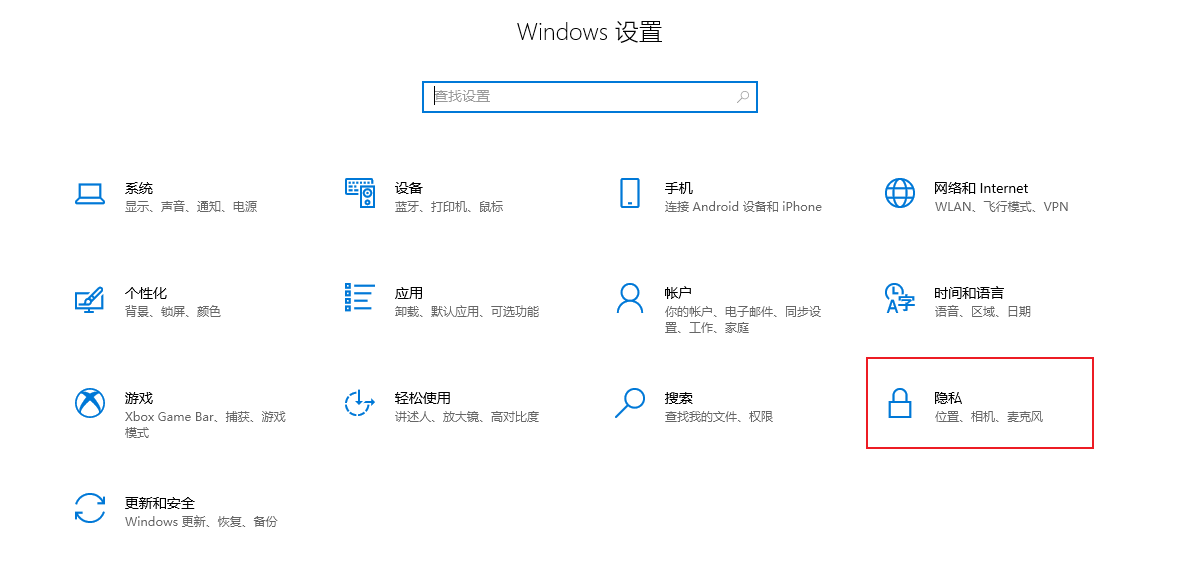 Windows 设置
查找设置
系统
显示、声音、通知、电源
设备
蓝牙、打印机、鼠标
手机
连接 Android 设备和 iPhone
网络和 Internet
WLAN、飞行模式、VPN
个性化
背景、锁屏、颜色
应用
卸载、默认应用、可选功能
帐户
你的帐户、电子邮件、同步设
置、工作、家庭
时间和语言
语音、区域、日期
游戏
Xbox Game Bar、捕获、游戏
模式
轻松使用
讲述人、放大镜、高对比度
搜索
查找我的文件、权限
隐私
位置、相机、麦克风
更新和安全
Windows 更新、恢复、备份